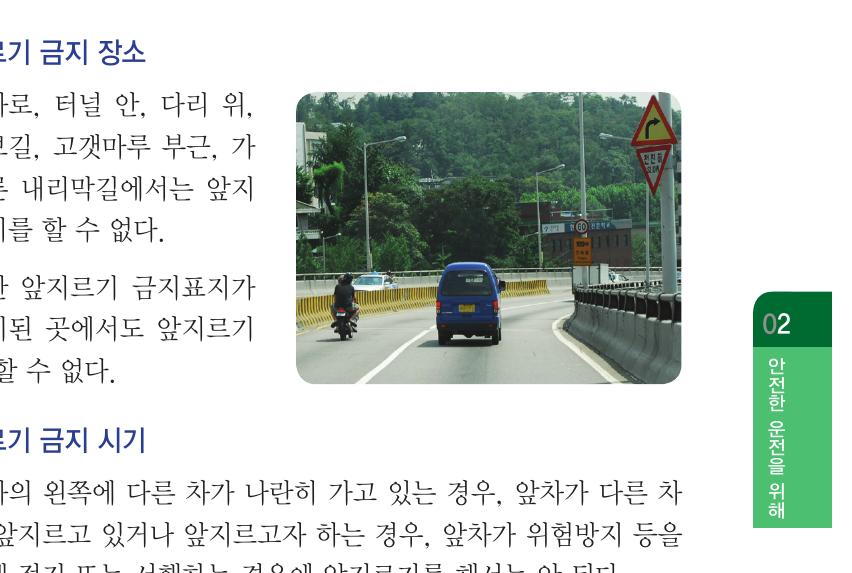 르기 금지 장소
차로, 터널 안, 다리 위,
브길, 고갯마루 부근, 가
른 내리막길에서는 앞지
기를 할 수 없다.
한 앞지르기 금지표지가
치된 곳에서도 앞지르기
할 수 없다.
60
02
안전한 운전을 위해
르기 금지 시기
차의 왼쪽에 다른 차가 나란히 가고 있는 경우, 앞차가 다른 차
앞지르고 있거나 앞지르고자 하는 경우, 앞차가 위험방지 등을